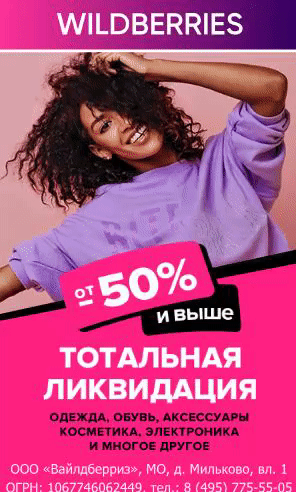 WILDBERRIES
от 50%
и выше
ТОТАЛЬНАЯ
ЛИКВИДАЦИЯ
ОДЕЖДА, ОБУВЬ, АКСЕССУАРЫ
КОСМЕТИКА, ЭЛЕКТРОНИКА
И МНОГОЕ ДРУГОЕ
ООО «Вайлдберриз», МО, д. Мильково, вл. 1
ОГРН: 1067746062449, тел.: 8 (495) 775-55-05